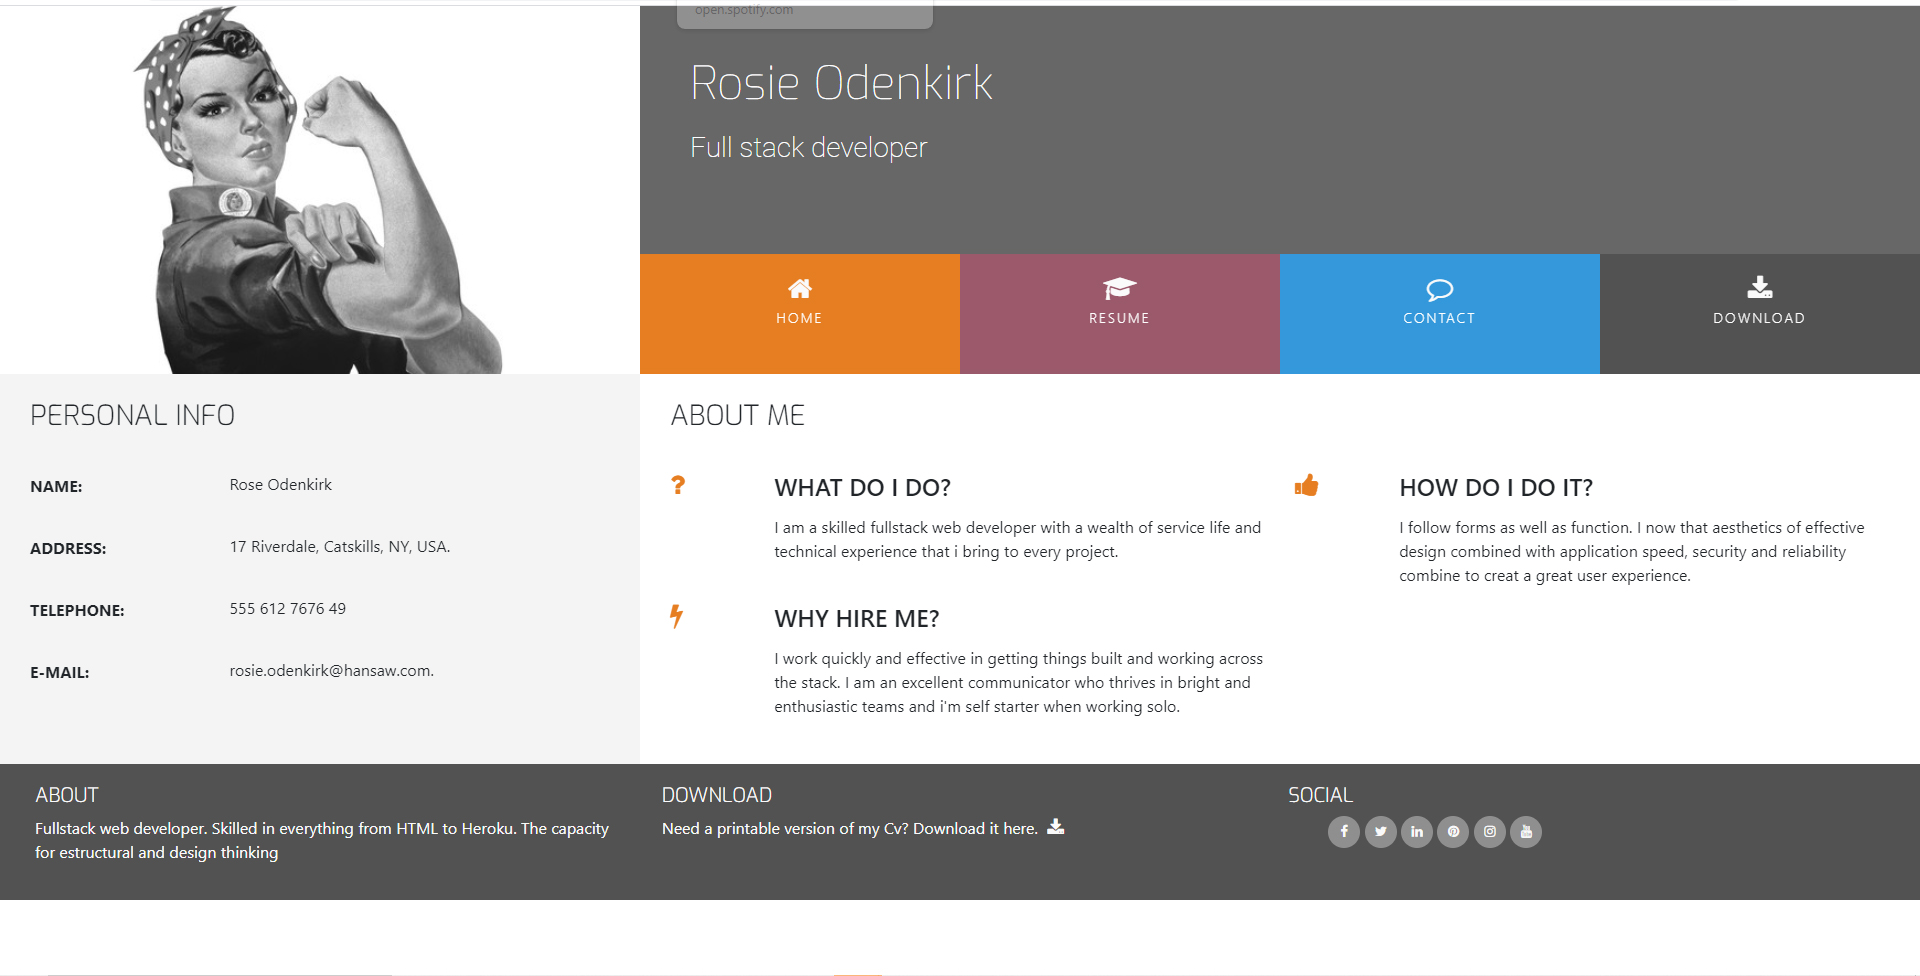 open.spotify.com
Rosie Odenkirk
Full stack developer
HOME
RESUME
CONTACT
DOWNLOAD
PERSONAL INFO
NAME:
Rose Odenkirk
ADDRESS:
17 Riverdale, Catskills, NY, USA.
TELEPHONE:
555 612 7676 49
E-MAIL:
rosie.odenkirk@hansaw.com.
ABOUT ME
WHAT DO I DO?
I am a skilled fullstack web developer with a wealth of service life and
technical experience that i bring to every project.
HOW DO I DO IT?
I follow forms as well as function. I now that aesthetics of effective
design combined with application speed, security and reliability
combine to creat a great user experience.
WHY HIRE ME?
I work quickly and effective in getting things built and working across
the stack. I am an excellent communicator who thrives in bright and
enthusiastic teams and i'm self starter when working solo.
ABOUT
Fullstack web developer. Skilled in everything from HTML to Heroku. The capacity
for estructural and design thinking
DOWNLOAD
Need a printable version of my Cv? Download it here.
SOCIAL